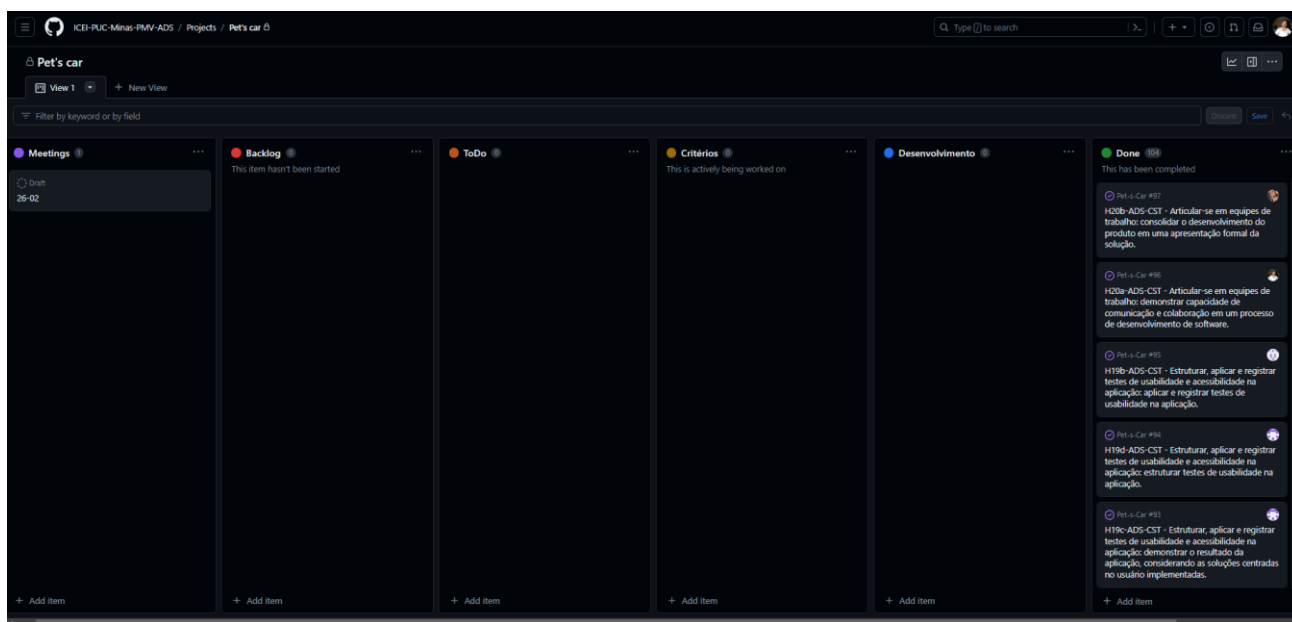 ICEI-PUC-Minas-PMV-ADS / Projects / Pet's car
Type / to search
Pet's car
View 1
+ New View
Filter by keyword or by field
Discard
Save
Meetings 1
Draft
26-02
+ Add item
Backlog 0
This item hasn't been started
+ Add item
ToDo 0
+ Add item
Critérios 0
This is actively being worked on
+ Add item
Desenvolvimento 0
+ Add item
Done 104
This has been completed
Pet-s-Car #97
H20b-ADS-CST - Articular-se em equipes de
trabalho: consolidar o desenvolvimento do
produto em uma apresentação formal da
solução.
Pet-s-Car #96
H20a-ADS-CST - Articular-se em equipes de
trabalho: demonstrar capacidade de
comunicação e colaboração em um processo
de desenvolvimento de software.
Pet-s-Car #95
H19b-ADS-CST - Estruturar, aplicar e registrar
testes de usabilidade e acessibilidade na
aplicação: aplicar e registrar testes de
usabilidade na aplicação.
Pet-s-Car #94
H19d-ADS-CST - Estruturar, aplicar e registrar
testes de usabilidade e acessibilidade na
aplicação: estruturar testes de usabilidade na
aplicação.
Pet-s-Car #93
H19c-ADS-CST - Estruturar, aplicar e registrar
testes de usabilidade e acessibilidade na
aplicação: demonstrar o resultado da
aplicação, considerando as soluções centradas
no usuário implementadas.
+ Add item